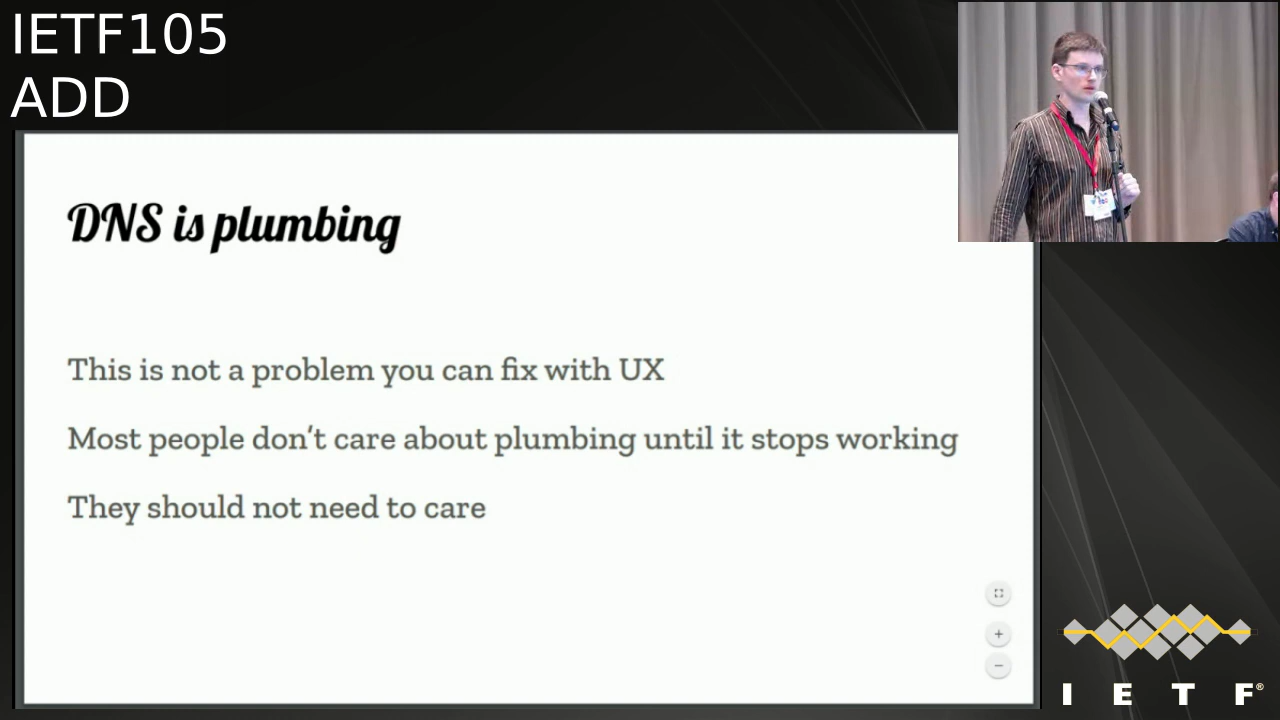 IETF105
ADD
DNS is plumbing
This is not a problem you can fix with UX
Most people don't care about plumbing until it stops working
They should not need to care
I E T F®